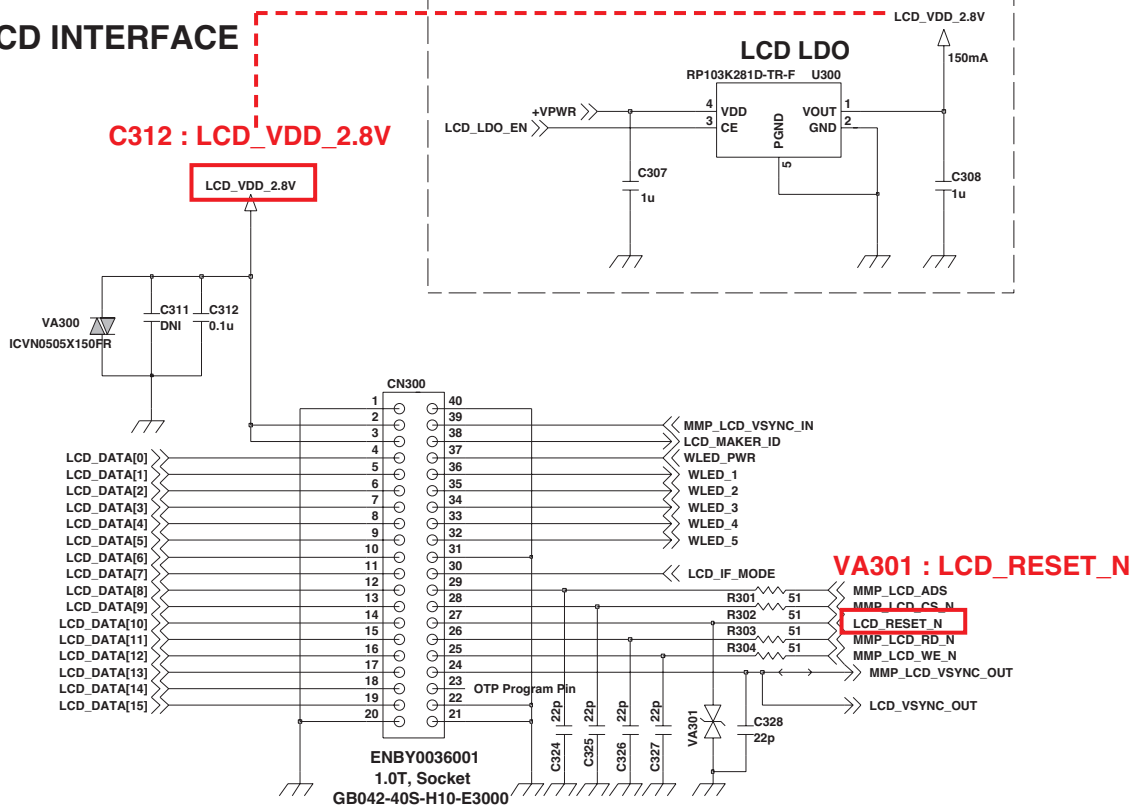 CD INTERFACE
LCD_VDD_2.8V
150mA
LCD LDO
RP103K281D-TR-F U300
+VPWR
LCD_LDO_EN
4 VDD VOUT 1
3 CE GND 2
PGND
5
C307
1u
C308
1u
C312 : LCD_VDD_2.8V
LCD_VDD_2.8V
VA300
ICVN0505X150FR
C311
DNI
C312
0.1u
CN300
1 40
2 39
3 38
4 37
5 36
6 35
7 34
8 33
9 32
10 31
11 30
12 29
13 28
14 27
15 26
16 25
17 24
18 23
19 22
20 21
LCD_DATA[0]
LCD_DATA[1]
LCD_DATA[2]
LCD_DATA[3]
LCD_DATA[4]
LCD_DATA[5]
LCD_DATA[6]
LCD_DATA[7]
LCD_DATA[8]
LCD_DATA[9]
LCD_DATA[10]
LCD_DATA[11]
LCD_DATA[12]
LCD_DATA[13]
LCD_DATA[14]
LCD_DATA[15]
MMP_LCD_VSYNC_IN
LCD_MAKER_ID
WLED_PWR
WLED_1
WLED_2
WLED_3
WLED_4
WLED_5
LCD_IF_MODE
VA301 : LCD_RESET_N
MMP_LCD_ADS
R301 51 MMP_LCD_CS_N
R302 51 LCD_RESET_N
R303 51 MMP_LCD_RD_N
R304 51 MMP_LCD_WE_N
MMP_LCD_VSYNC_OUT
LCD_VSYNC_OUT
OTP Program Pin
22p
C324
22p
C325
22p
C326
22p
C327
VA301
C328
22p
ENBY0036001
1.0T, Socket
GB042-40S-H10-E3000